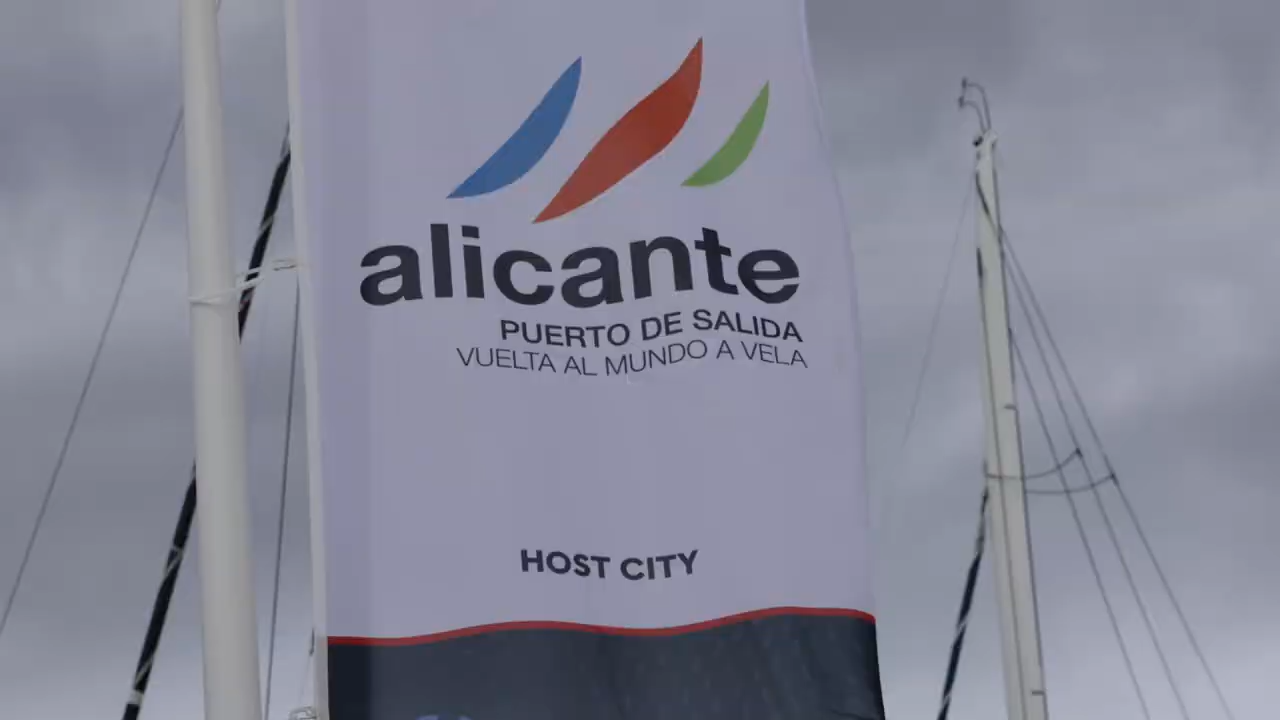 alicante
PUERTO DE SALIDA
VUELTA AL MUNDO A VELA
HOST CITY